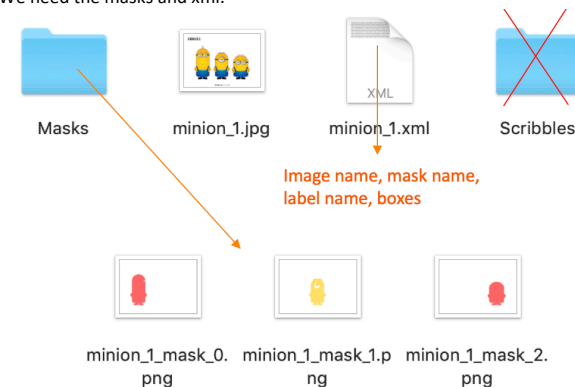 We need the masks and xml.
XML
Masks
minion_1.jpg
minion_1.xml
Scribbles
Image name, mask name,
label name, boxes
minion_1_mask_0.
png
minion_1_mask_1.p
ng
minion_1_mask_2.
png